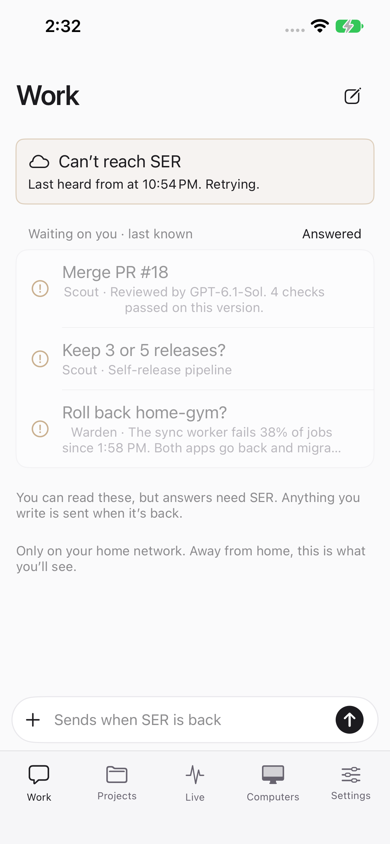 2:32
Work
Can't reach SER
Last heard from at 10:54 PM. Retrying.
Waiting on you · last known
Answered
Merge PR #18
Scout · Reviewed by GPT-6.1-Sol. 4 checks
passed on this version.
Keep 3 or 5 releases?
Scout · Self-release pipeline
Roll back home-gym?
Warden · The sync worker fails 38% of jobs
since 1:58 PM. Both apps go back and migra...
You can read these, but answers need SER. Anything you
write is sent when it's back.
Only on your home network. Away from home, this is what
you'll see.
Sends when SER is back
Work
Projects
Live
Computers
Settings